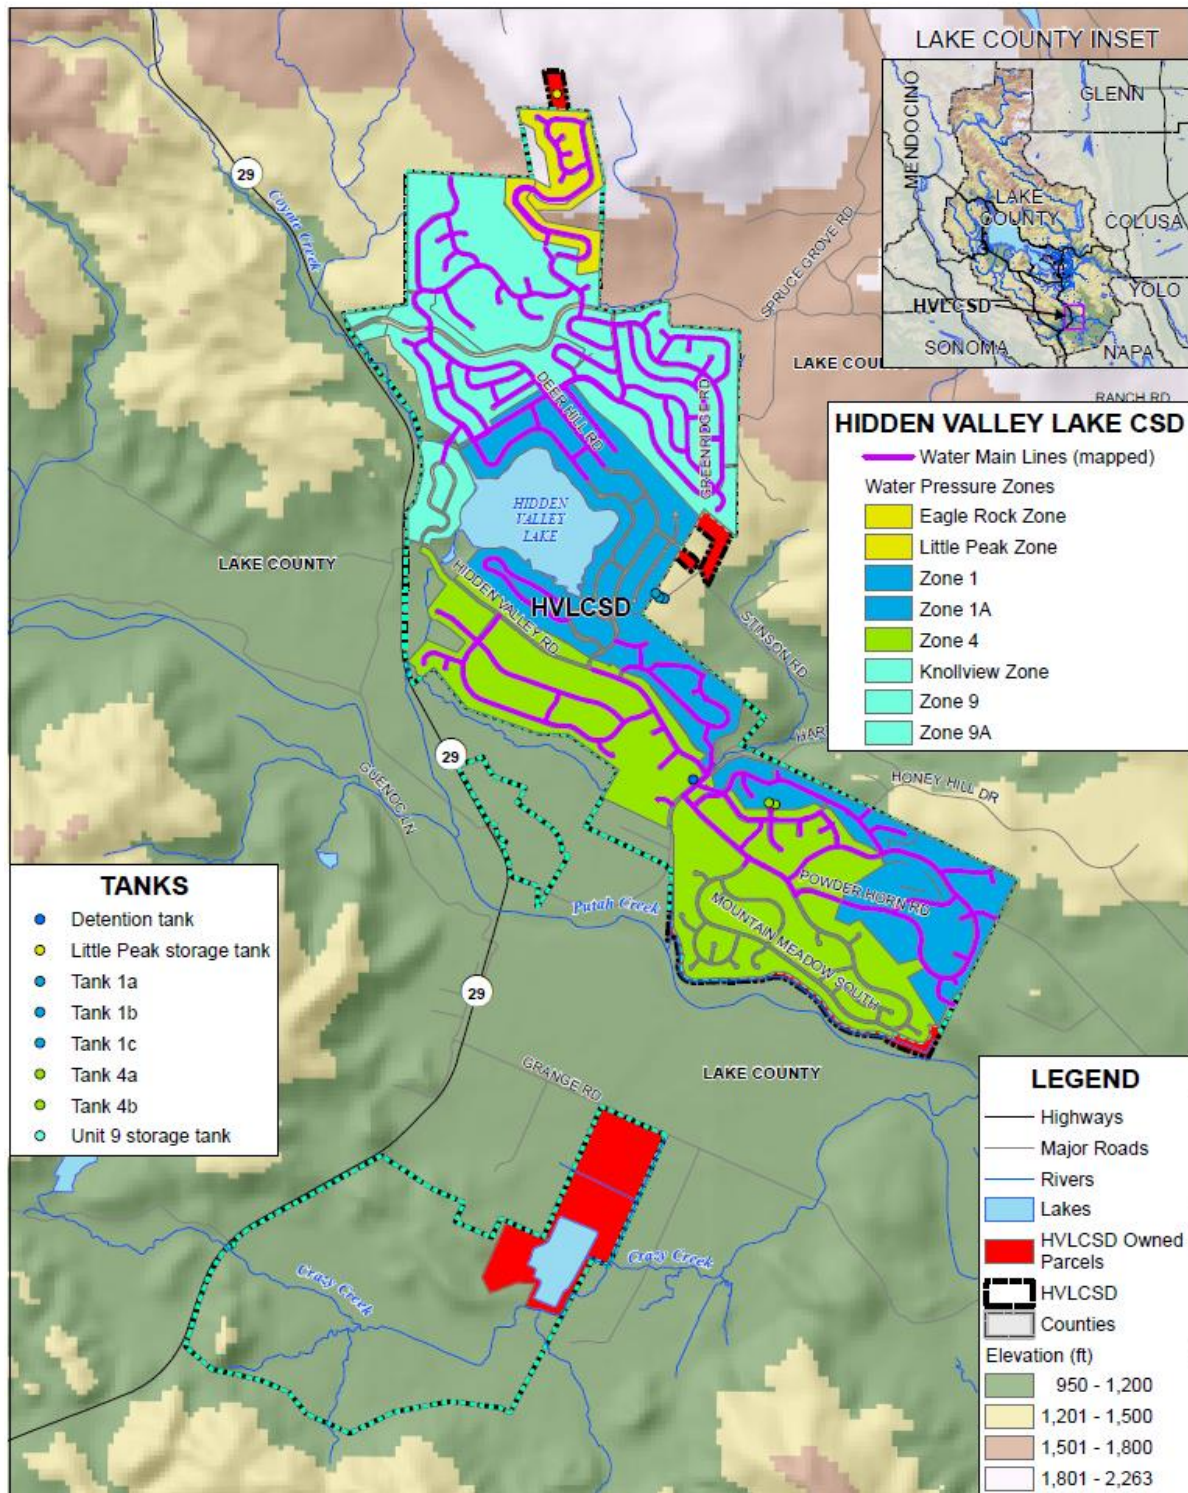 LAKE COUNTY INSET
MENDOCINO
GLENN
LAKE
COUNTY
COLUSA
YOLO
HVLCSD
SONOMA
NAPA
29
Coyote Creek
SPRUCE GROVE RD
LAKE COUN
RANCH RD
DEER HILL RD
GREENRIDGE RD
HIDDEN
VALLEY
LAKE
LAKE COUNTY
HIDDEN VALLEY RD
HVLCSD
STINSON RD
HIDDEN VALLEY LAKE CSD
Water Main Lines (mapped)
Water Pressure Zones
Eagle Rock Zone
Little Peak Zone
Zone 1
Zone 1A
Zone 4
Knollview Zone
Zone 9
Zone 9A
HAR
HONEY HILL DR
29
GUENOC LN
POWDER HORN RD
MOUNTAIN MEADOW SOUTH
Putah Creek
TANKS
Detention tank
Little Peak storage tank
Tank 1a
Tank 1b
Tank 1c
Tank 4a
Tank 4b
Unit 9 storage tank
29
GRANGE RD
LAKE COUNTY
Crazy Creek
Crazy Creek
LEGEND
Highways
Major Roads
Rivers
Lakes
HVLCSD Owned
Parcels
HVLCSD
Counties
Elevation (ft)
950 - 1,200
1,201 - 1,500
1,501 - 1,800
1,801 - 2,263